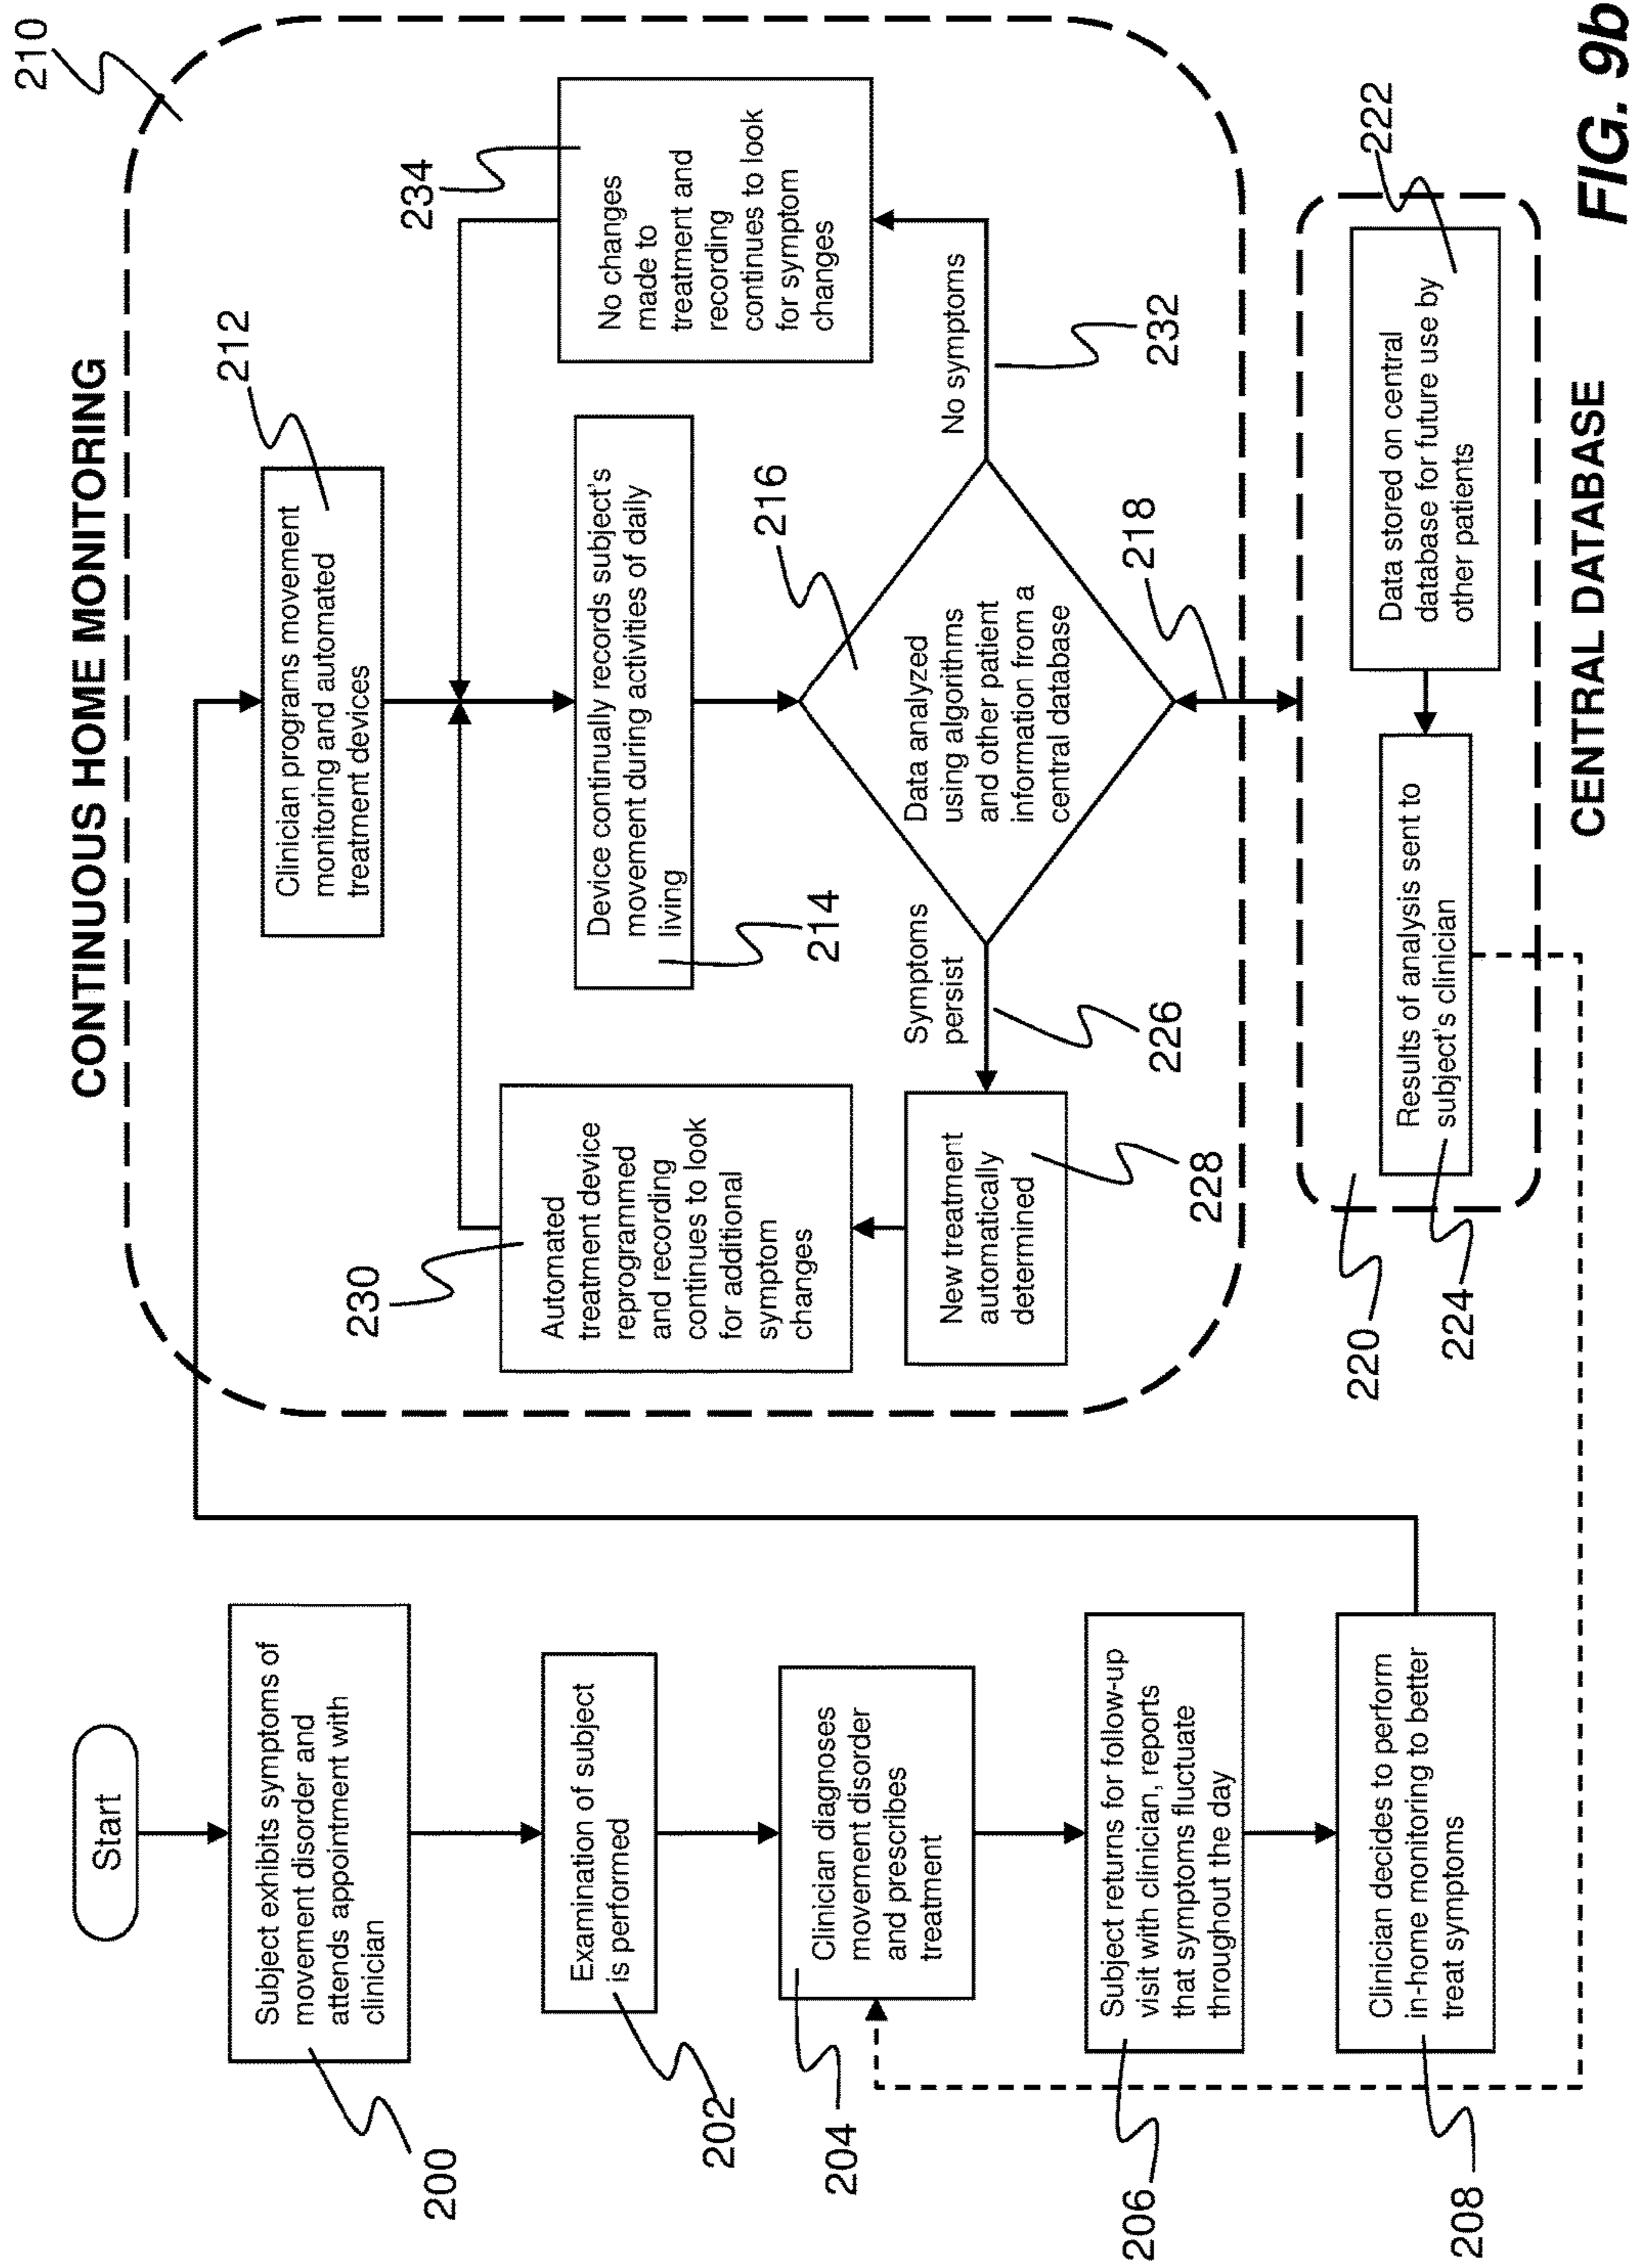 Start
Subject exhibits symptoms of
movement disorder and
attends appointment with
clinician
200
Examination of subject
is performed
202
Clinician diagnoses
movement disorder
and prescribes
treatment
204
Subject returns for follow-up
visit with clinician, reports
that symptoms fluctuate
throughout the day
206
Clinician decides to perform
in-home monitoring to better
treat symptoms
208
CONTINUOUS HOME MONITORING
210
Clinician programs movement
monitoring and automated
treatment devices
212
Device continually records subject's
movement during activities of daily
living
214
Data analyzed
using algorithms
and other patient
information from a
central database
216
218
Symptoms
persist
226
New treatment
automatically
determined
228
Automated
treatment device
reprogrammed
and recording
continues to look
for additional
symptom
changes
230
No symptoms
232
No changes
made to
treatment and
recording
continues to look
for symptom
changes
234
220
Data stored on central
database for future use by
other patients
222
Results of analysis sent to
subject's clinician
224
CENTRAL DATABASE
FIG. 9b